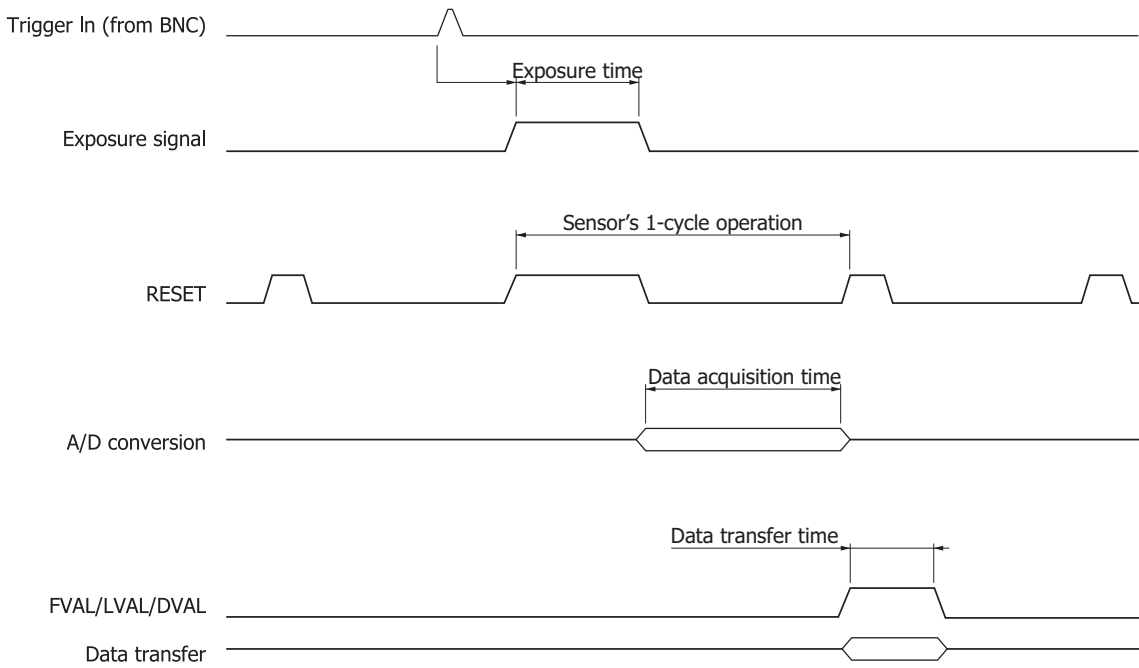 Trigger In (from BNC)
Exposure time
Exposure signal
Sensor's 1-cycle operation
RESET
Data acquisition time
A/D conversion
Data transfer time
FVAL/LVAL/DVAL
Data transfer